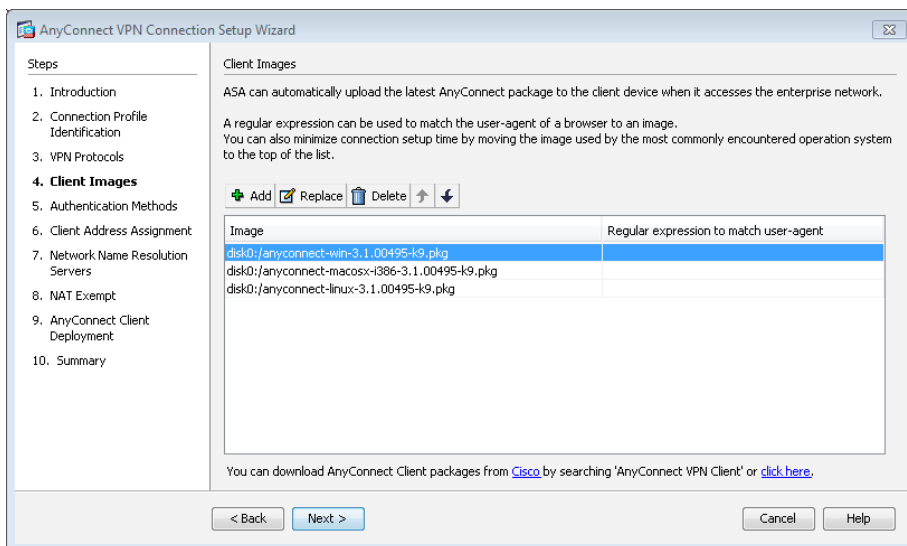 AnyConnect VPN Connection Setup Wizard
Steps
1. Introduction
2. Connection Profile
Identification
3. VPN Protocols
4. Client Images
5. Authentication Methods
6. Client Address Assignment
7. Network Name Resolution
Servers
8. NAT Exempt
9. AnyConnect Client
Deployment
10. Summary
Client Images
ASA can automatically upload the latest AnyConnect package to the client device when it accesses the enterprise network.
A regular expression can be used to match the user-agent of a browser to an image.
You can also minimize connection setup time by moving the image used by the most commonly encountered operation system
to the top of the list.
Add Replace Delete
Image Regular expression to match user-agent
disk0:/anyconnect-win-3.1.00495-k9.pkg
disk0:/anyconnect-macosx-i386-3.1.00495-k9.pkg
disk0:/anyconnect-linux-3.1.00495-k9.pkg
You can download AnyConnect Client packages from Cisco by searching 'AnyConnect VPN Client' or click here.
< Back Next > Cancel Help